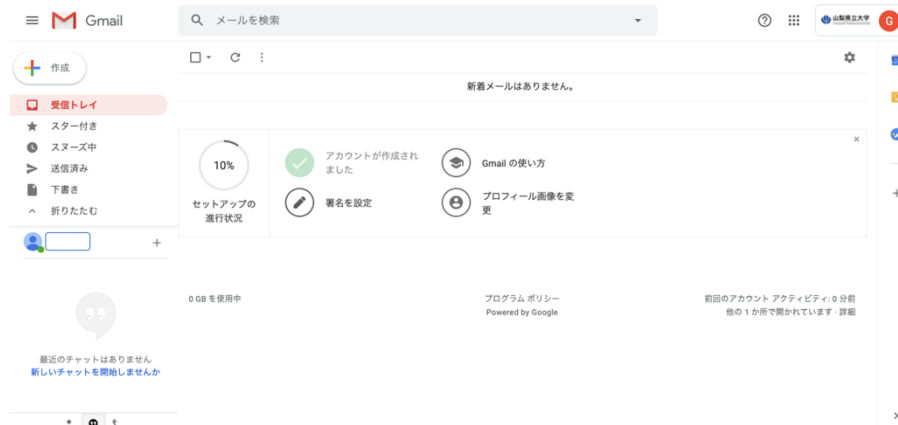 Gmail
メールを検索
山梨県立大学
G
作成
新着メールはありません。
受信トレイ
スター付き
スヌーズ中
送信済み
下書き
折りたたむ
10%
セットアップの
進行状況
アカウントが作成され
ました
Gmail の使い方
署名を設定
プロフィール画像を変
更
0 GB を使用中
プログラム ポリシー
Powered by Google
前回のアカウント アクティビティ: 0 分前
他の 1 か所で開かれています · 詳細
最近のチャットはありません
新しいチャットを開始しませんか